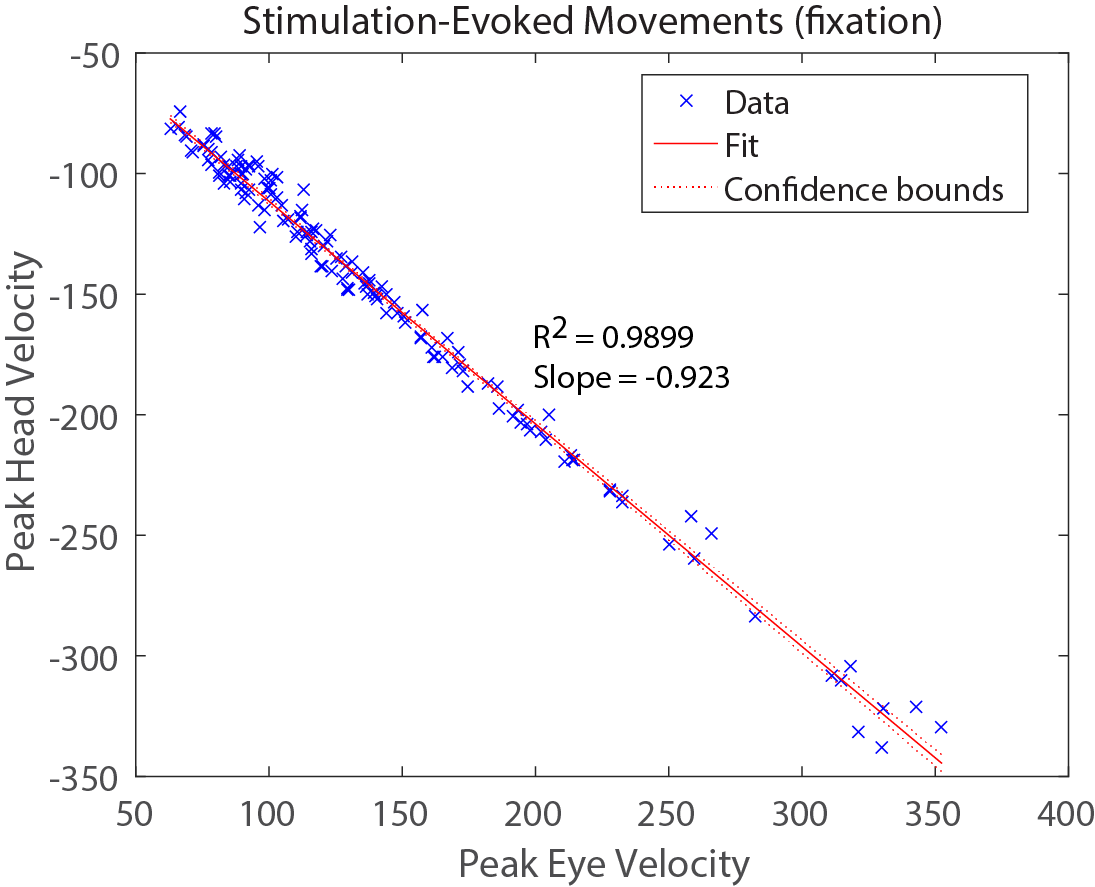 Stimulation-Evoked Movements (fixation)
-50
-100
-150
-200
-250
-300
-350
Peak Head Velocity
Data
Fit
Confidence bounds
R2 = 0.9899
Slope = -0.923
50 100 150 200 250 300 350 400
Peak Eye Velocity